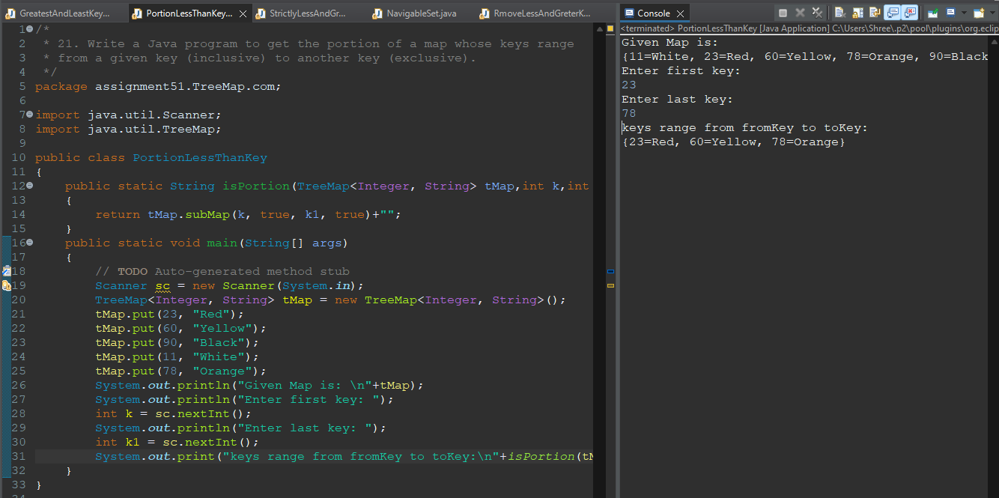 GreatestAndLeastKey...
PortionLessThanKey...
StrictlyLessAndGr...
NavigableSet.java
RmoveLessAndGreterK...
1 /*
2 * 21. Write a Java program to get the portion of a map whose keys range
3 * from a given key (inclusive) to another key (exclusive).
4 */
5 package assignment51.TreeMap.com;
6
7 import java.util.Scanner;
8 import java.util.TreeMap;
9
10 public class PortionLessThanKey
11 {
12 public static String isPortion(TreeMap<Integer, String> tMap,int k,int
13 {
14 return tMap.subMap(k, true, k1, true)+"";
15 }
16 public static void main(String[] args)
17 {
18 // TODO Auto-generated method stub
19 Scanner sc = new Scanner(System.in);
20 TreeMap<Integer, String> tMap = new TreeMap<Integer, String>();
21 tMap.put(23, "Red");
22 tMap.put(60, "Yellow");
23 tMap.put(90, "Black");
24 tMap.put(11, "White");
25 tMap.put(78, "Orange");
26 System.out.println("Given Map is: \n"+tMap);
27 System.out.println("Enter first key: ");
28 int k = sc.nextInt();
29 System.out.println("Enter last key: ");
30 int k1 = sc.nextInt();
31 System.out.print("keys range from fromKey to toKey:\n"+isPortion(tM
32 }
33 }
Console
<terminated> PortionLessThanKey [Java Application] C:\Users\Shree\.p2\pool\plugins\org.eclip
Given Map is:
{11=White, 23=Red, 60=Yellow, 78=Orange, 90=Black
Enter first key:
23
Enter last key:
78
keys range from fromKey to toKey:
{23=Red, 60=Yellow, 78=Orange}